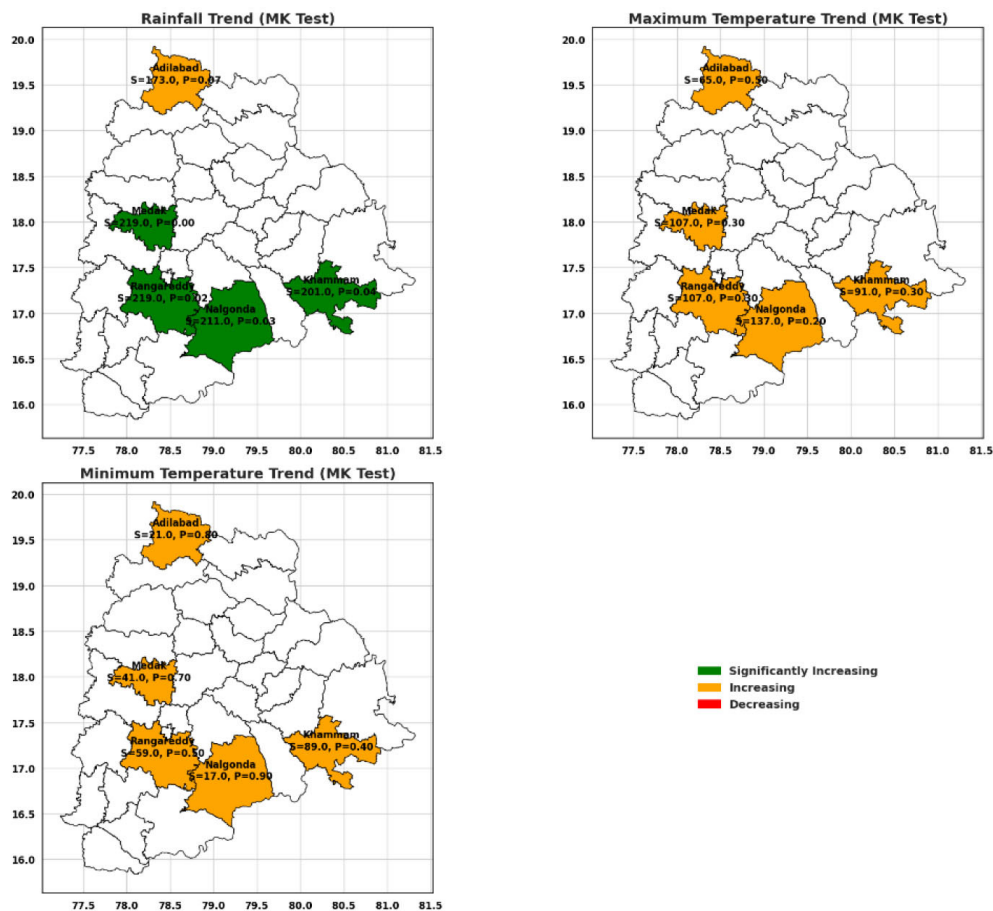 Rainfall Trend (MK Test)
20.0
19.5
19.0
18.5
18.0
17.5
17.0
16.5
16.0
Adilabad
S=173.0, P=0.07
Medak
S=219.0, P=0.00
Rangareddy
S=219.0, P=0.02
Nalgonda
S=211.0, P=0.03
Khammam
S=201.0, P=0.04
77.5 78.0 78.5 79.0 79.5 80.0 80.5 81.0 81.5
Maximum Temperature Trend (MK Test)
20.0
19.5
19.0
18.5
18.0
17.5
17.0
16.5
16.0
Adilabad
S=65.0, P=0.50
Medak
S=107.0, P=0.30
Rangareddy
S=107.0, P=0.30
Nalgonda
S=137.0, P=0.20
Khammam
S=91.0, P=0.30
77.5 78.0 78.5 79.0 79.5 80.0 80.5 81.0 81.5
Minimum Temperature Trend (MK Test)
20.0
19.5
19.0
18.5
18.0
17.5
17.0
16.5
16.0
Adilabad
S=21.0, P=0.80
Medak
S=41.0, P=0.70
Rangareddy
S=59.0, P=0.50
Nalgonda
S=17.0, P=0.90
Khammam
S=89.0, P=0.40
77.5 78.0 78.5 79.0 79.5 80.0 80.5 81.0 81.5
Significantly Increasing
Increasing
Decreasing